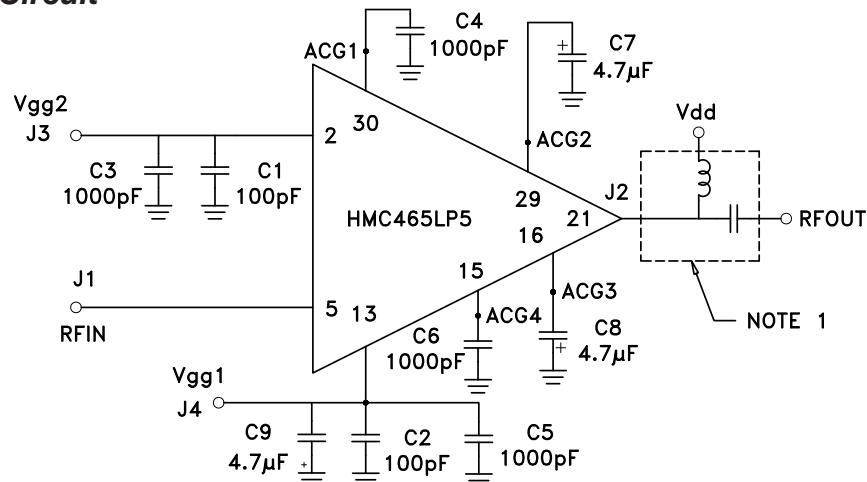 Circuit
C4
1000pF
ACG1
C7
4.7µF
Vgg2
J3
2
30
ACG2
Vdd
C3
1000pF
C1
100pF
HMC465LP5
29
J2
16
21
RFOUT
J1
RFIN
5
13
15
ACG4
ACG3
NOTE 1
C6
1000pF
C8
4.7µF
+
Vgg1
J4
C9
4.7µF
+
C2
100pF
C5
1000pF
+